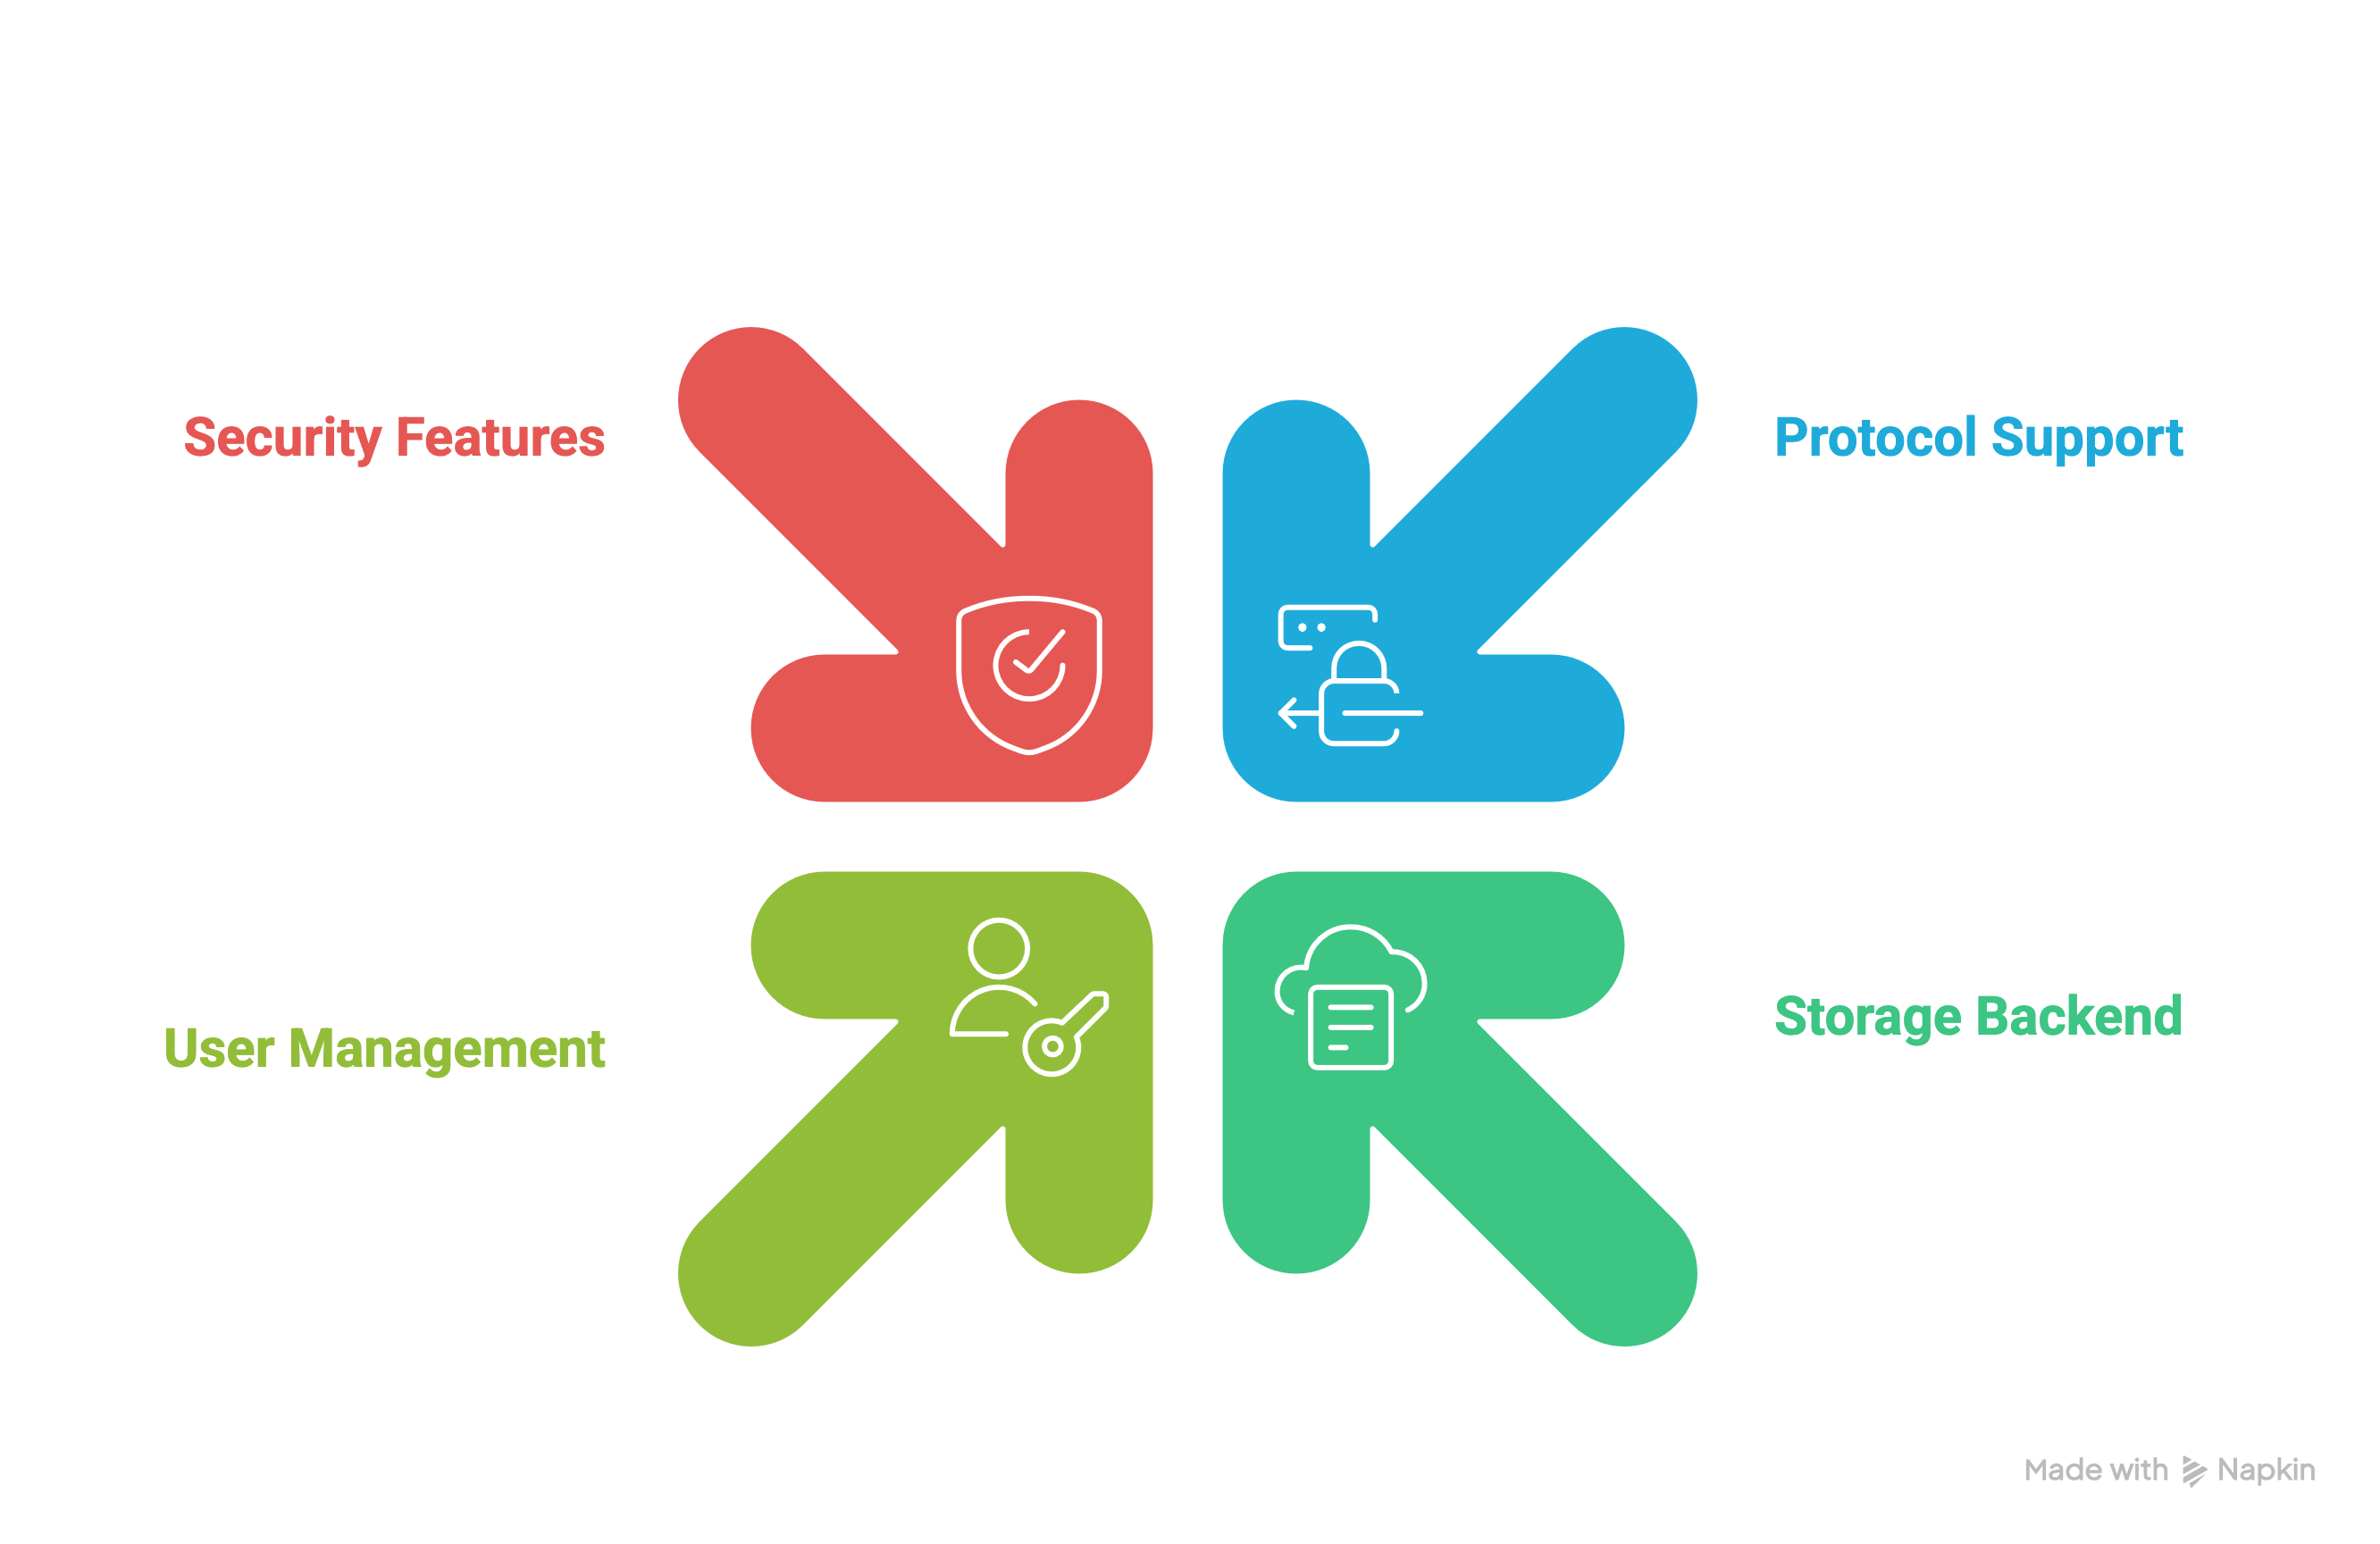 Security Features
Protocol Support
User Management
Storage Backend
Made with Napkin